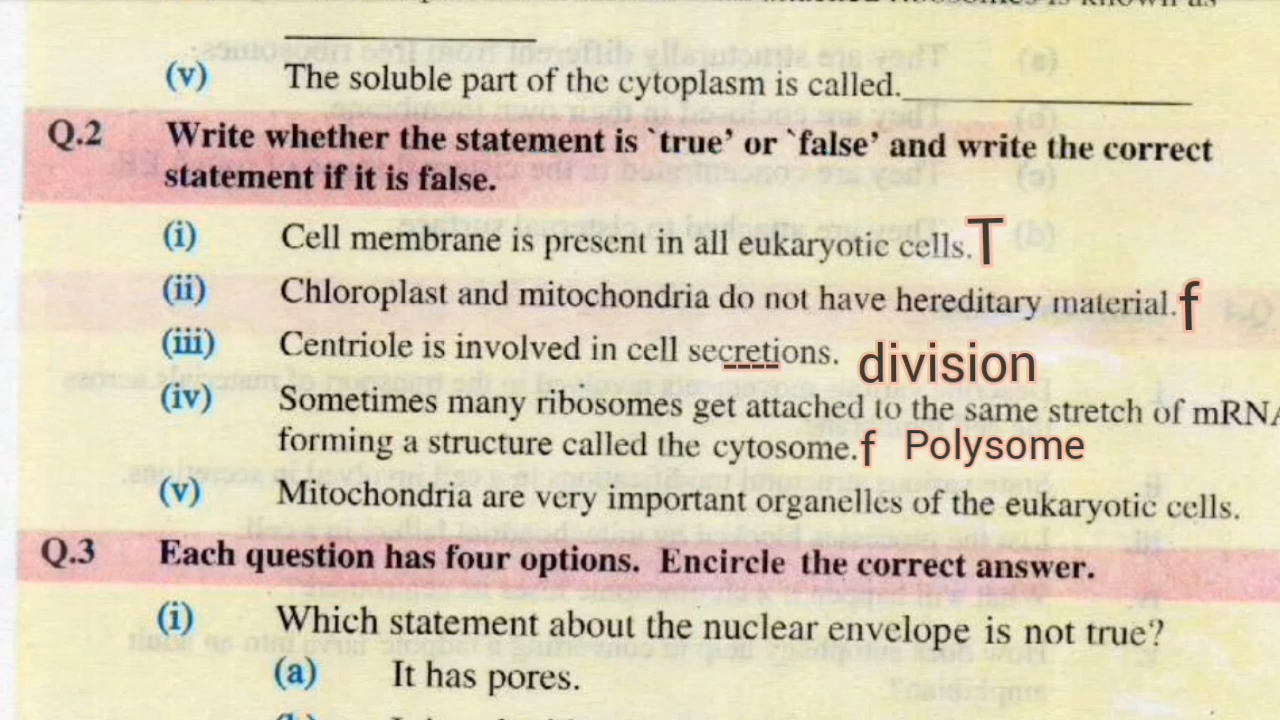 ribosomes is known as
(v) The soluble part of the cytoplasm is called.
Q.2 Write whether the statement is `true' or `false' and write the correct
statement if it is false.
(i) Cell membrane is present in all eukaryotic cells. T
(ii) Chloroplast and mitochondria do not have hereditary material. f
(iii) Centriole is involved in cell secretions. division
(iv) Sometimes many ribosomes get attached to the same stretch of mRNA
forming a structure called the cytosome. f Polysome
(v) Mitochondria are very important organelles of the eukaryotic cells.
Q.3 Each question has four options. Encircle the correct answer.
(i) Which statement about the nuclear envelope is not true?
(a) It has pores.